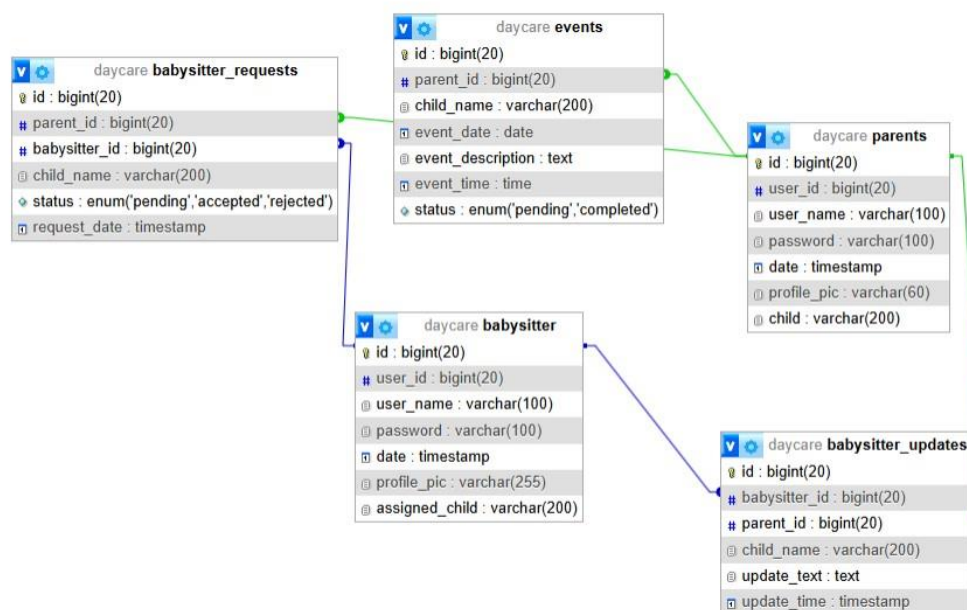 daycare events
id : bigint(20)
parent_id : bigint(20)
child_name : varchar(200)
event_date : date
event_description : text
event_time : time
status : enum('pending','completed')
daycare babysitter_requests
id : bigint(20)
parent_id : bigint(20)
babysitter_id : bigint(20)
child_name : varchar(200)
status : enum('pending','accepted','rejected')
request_date : timestamp
daycare parents
id : bigint(20)
user_id : bigint(20)
user_name : varchar(100)
password : varchar(100)
date : timestamp
profile_pic : varchar(60)
child : varchar(200)
daycare babysitter
id : bigint(20)
user_id : bigint(20)
user_name : varchar(100)
password : varchar(100)
date : timestamp
profile_pic : varchar(255)
assigned_child : varchar(200)
daycare babysitter_updates
id : bigint(20)
babysitter_id : bigint(20)
parent_id : bigint(20)
child_name : varchar(200)
update_text : text
update_time : timestamp